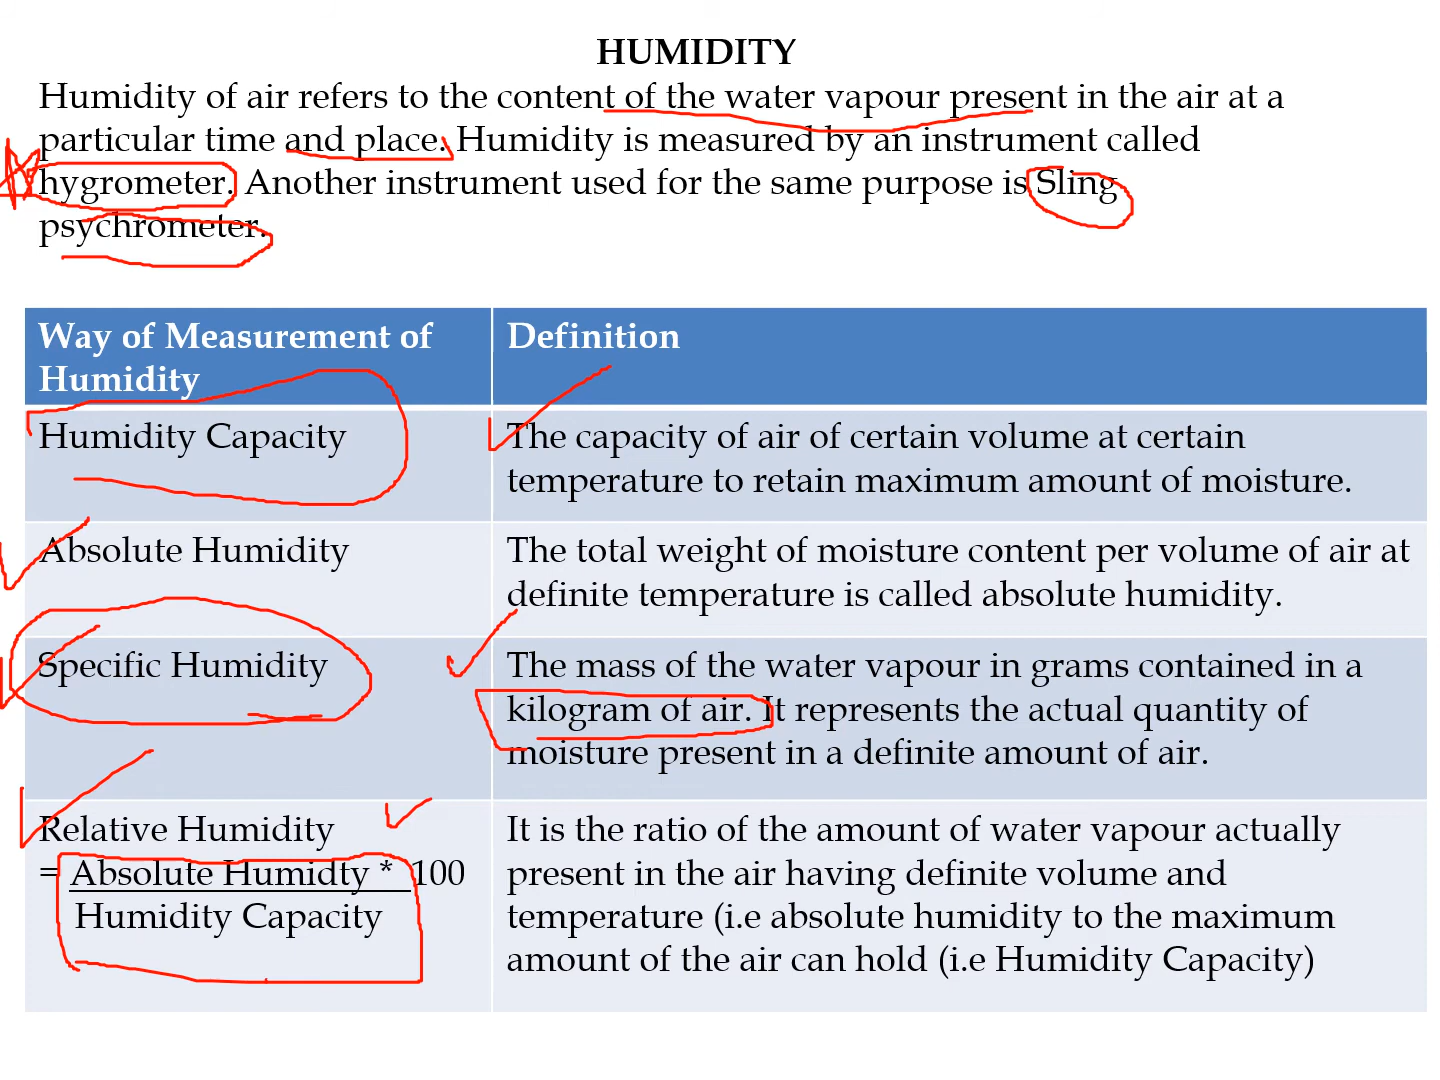 HUMIDITY
Humidity of air refers to the content of the water vapour present in the air at a
particular time and place. Humidity is measured by an instrument called
hygrometer. Another instrument used for the same purpose is Sling
psychrometer.
Way of Measurement of
Humidity
Definition
Humidity Capacity
The capacity of air of certain volume at certain
temperature to retain maximum amount of moisture.
Absolute Humidity
The total weight of moisture content per volume of air at
definite temperature is called absolute humidity.
Specific Humidity
The mass of the water vapour in grams contained in a
kilogram of air. It represents the actual quantity of
moisture present in a definite amount of air.
Relative Humidity
= Absolute Humidty * 100
Humidity Capacity
It is the ratio of the amount of water vapour actually
present in the air having definite volume and
temperature (i.e absolute humidity to the maximum
amount of the air can hold (i.e Humidity Capacity)